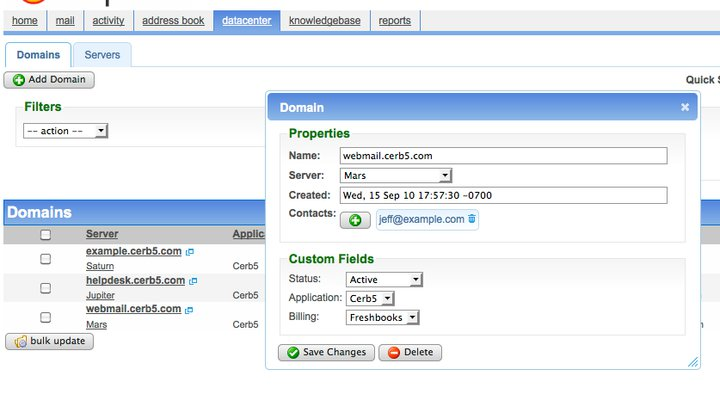 home mail activity address book datacenter knowledgebase reports
Domains Servers
Add Domain
Quick
Filters
-- action --
Domain
Properties
Name: webmail.cerb5.com
Server: Mars
Created: Wed, 15 Sep 10 17:57:30 -0700
Contacts: jeff@example.com
Domains
Server
example.cerb5.com
Saturn Cerb5
helpdesk.cerb5.com
Jupiter Cerb5
webmail.cerb5.com
Mars Cerb5
bulk update
Custom Fields
Status: Active
Application: Cerb5
Billing: Freshbooks
Save Changes Delete